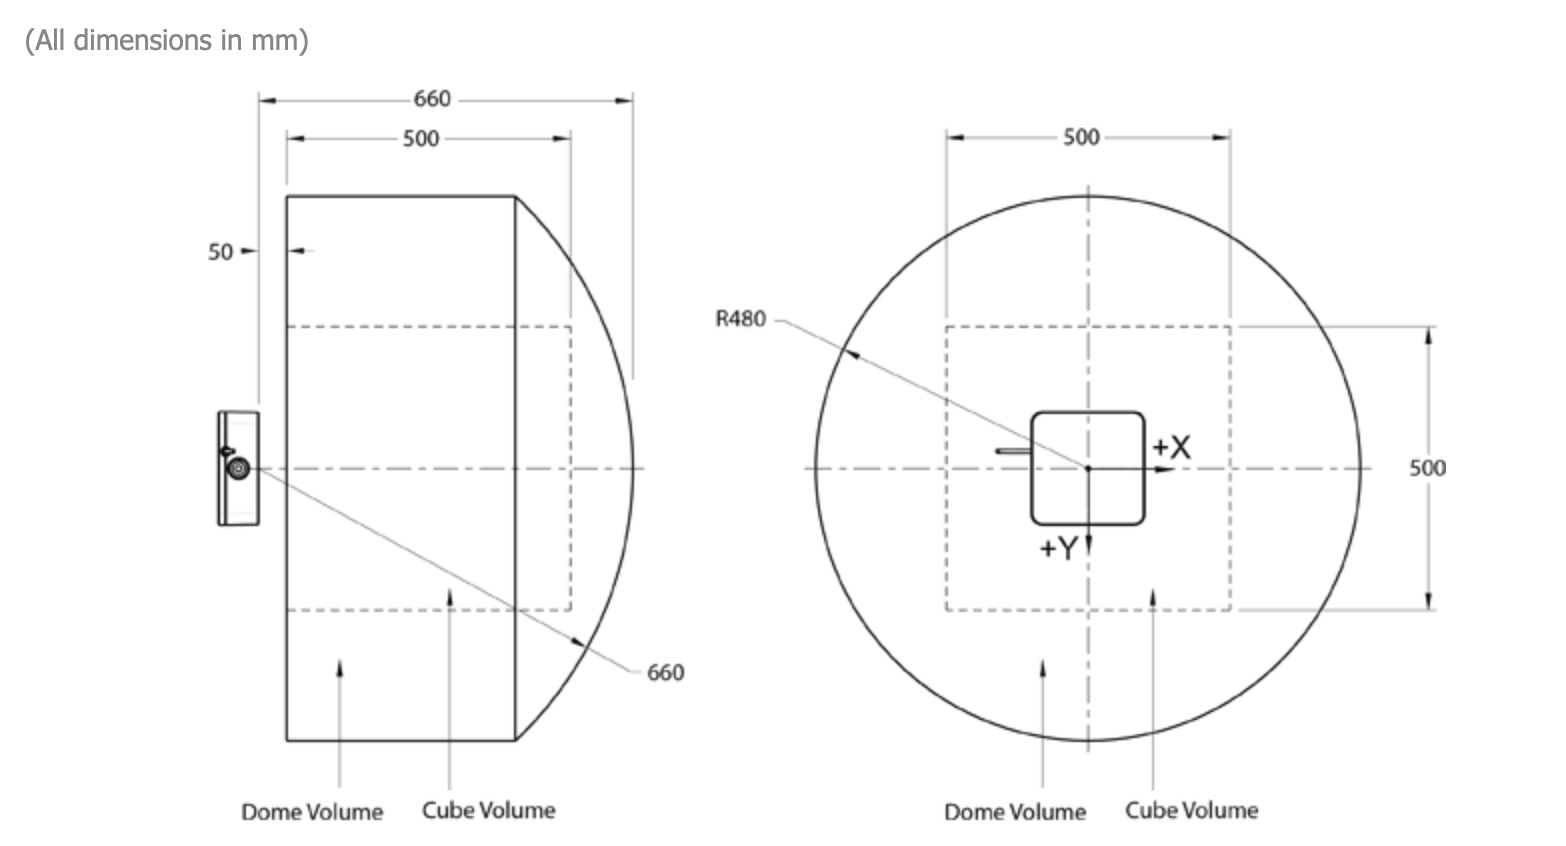 (All dimensions in mm)
660
500
50
660
Dome Volume
Cube Volume
500
R480
+X
500
+Y
Dome Volume
Cube Volume